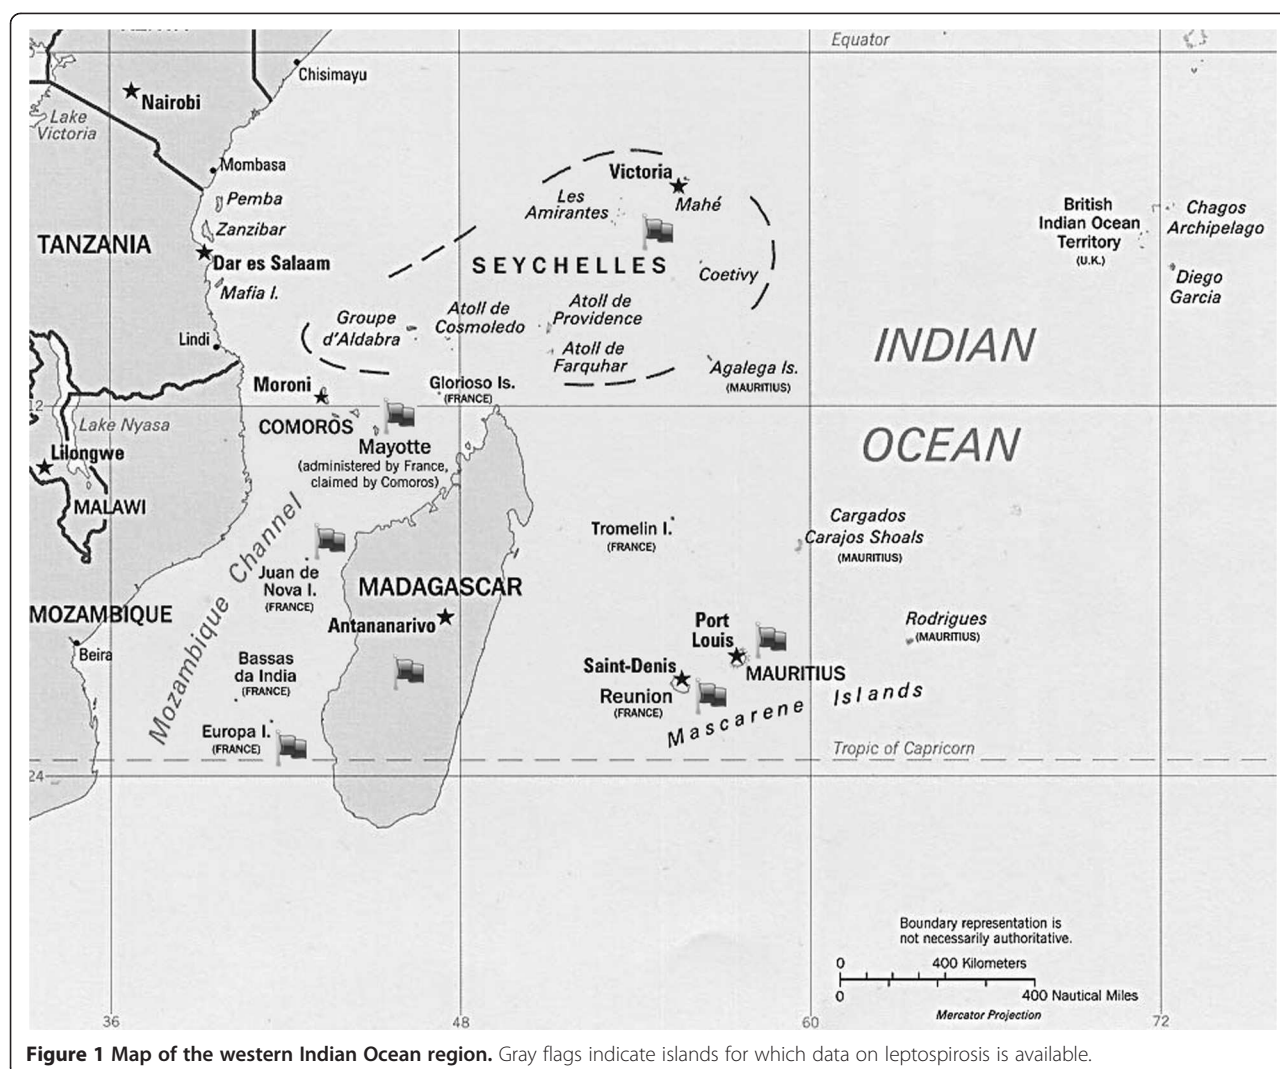 Equator
Chisimayu
Nairobi
Lake
Victoria
Mombasa
Pemba
Zanzibar
TANZANIA
Dar es Salaam
Mafia I.
Lindi
Victoria
Mahé
Les
Amirantes
SEYCHELLES
Coetivy
British
Indian Ocean
Territory
(U.K.)
Chagos
Archipelago
Diego
Garcia
Groupe
d'Aldabra
Atoll de
Cosmoledo
Atoll de
Providence
Atoll de
Farquhar
Agalega Is.
(MAURITIUS)
INDIAN
OCEAN
Moroni
Glorioso Is.
(FRANCE)
COMOROS
Mayotte
(administered by France,
claimed by Comoros)
12
Lake Nyasa
Lilongwe
MALAWI
Mozambique Channel
Juan de
Nova I.
(FRANCE)
MADAGASCAR
Antananarivo
Tromelin I.
(FRANCE)
Cargados
Carajos Shoals
(MAURITIUS)
MOZAMBIQUE
Beira
Bassas
da India
(FRANCE)
Europa I.
(FRANCE)
Port
Louis
MAURITIUS
Saint-Denis
Reunion
(FRANCE)
Rodrigues
(MAURITIUS)
Mascarene Islands
Tropic of Capricorn
24
Boundary representation is
not necessarily authoritative.
0 400 Kilometers
0 400 Nautical Miles
Mercator Projection
36 48 60 72
Figure 1 Map of the western Indian Ocean region. Gray flags indicate islands for which data on leptospirosis is available.